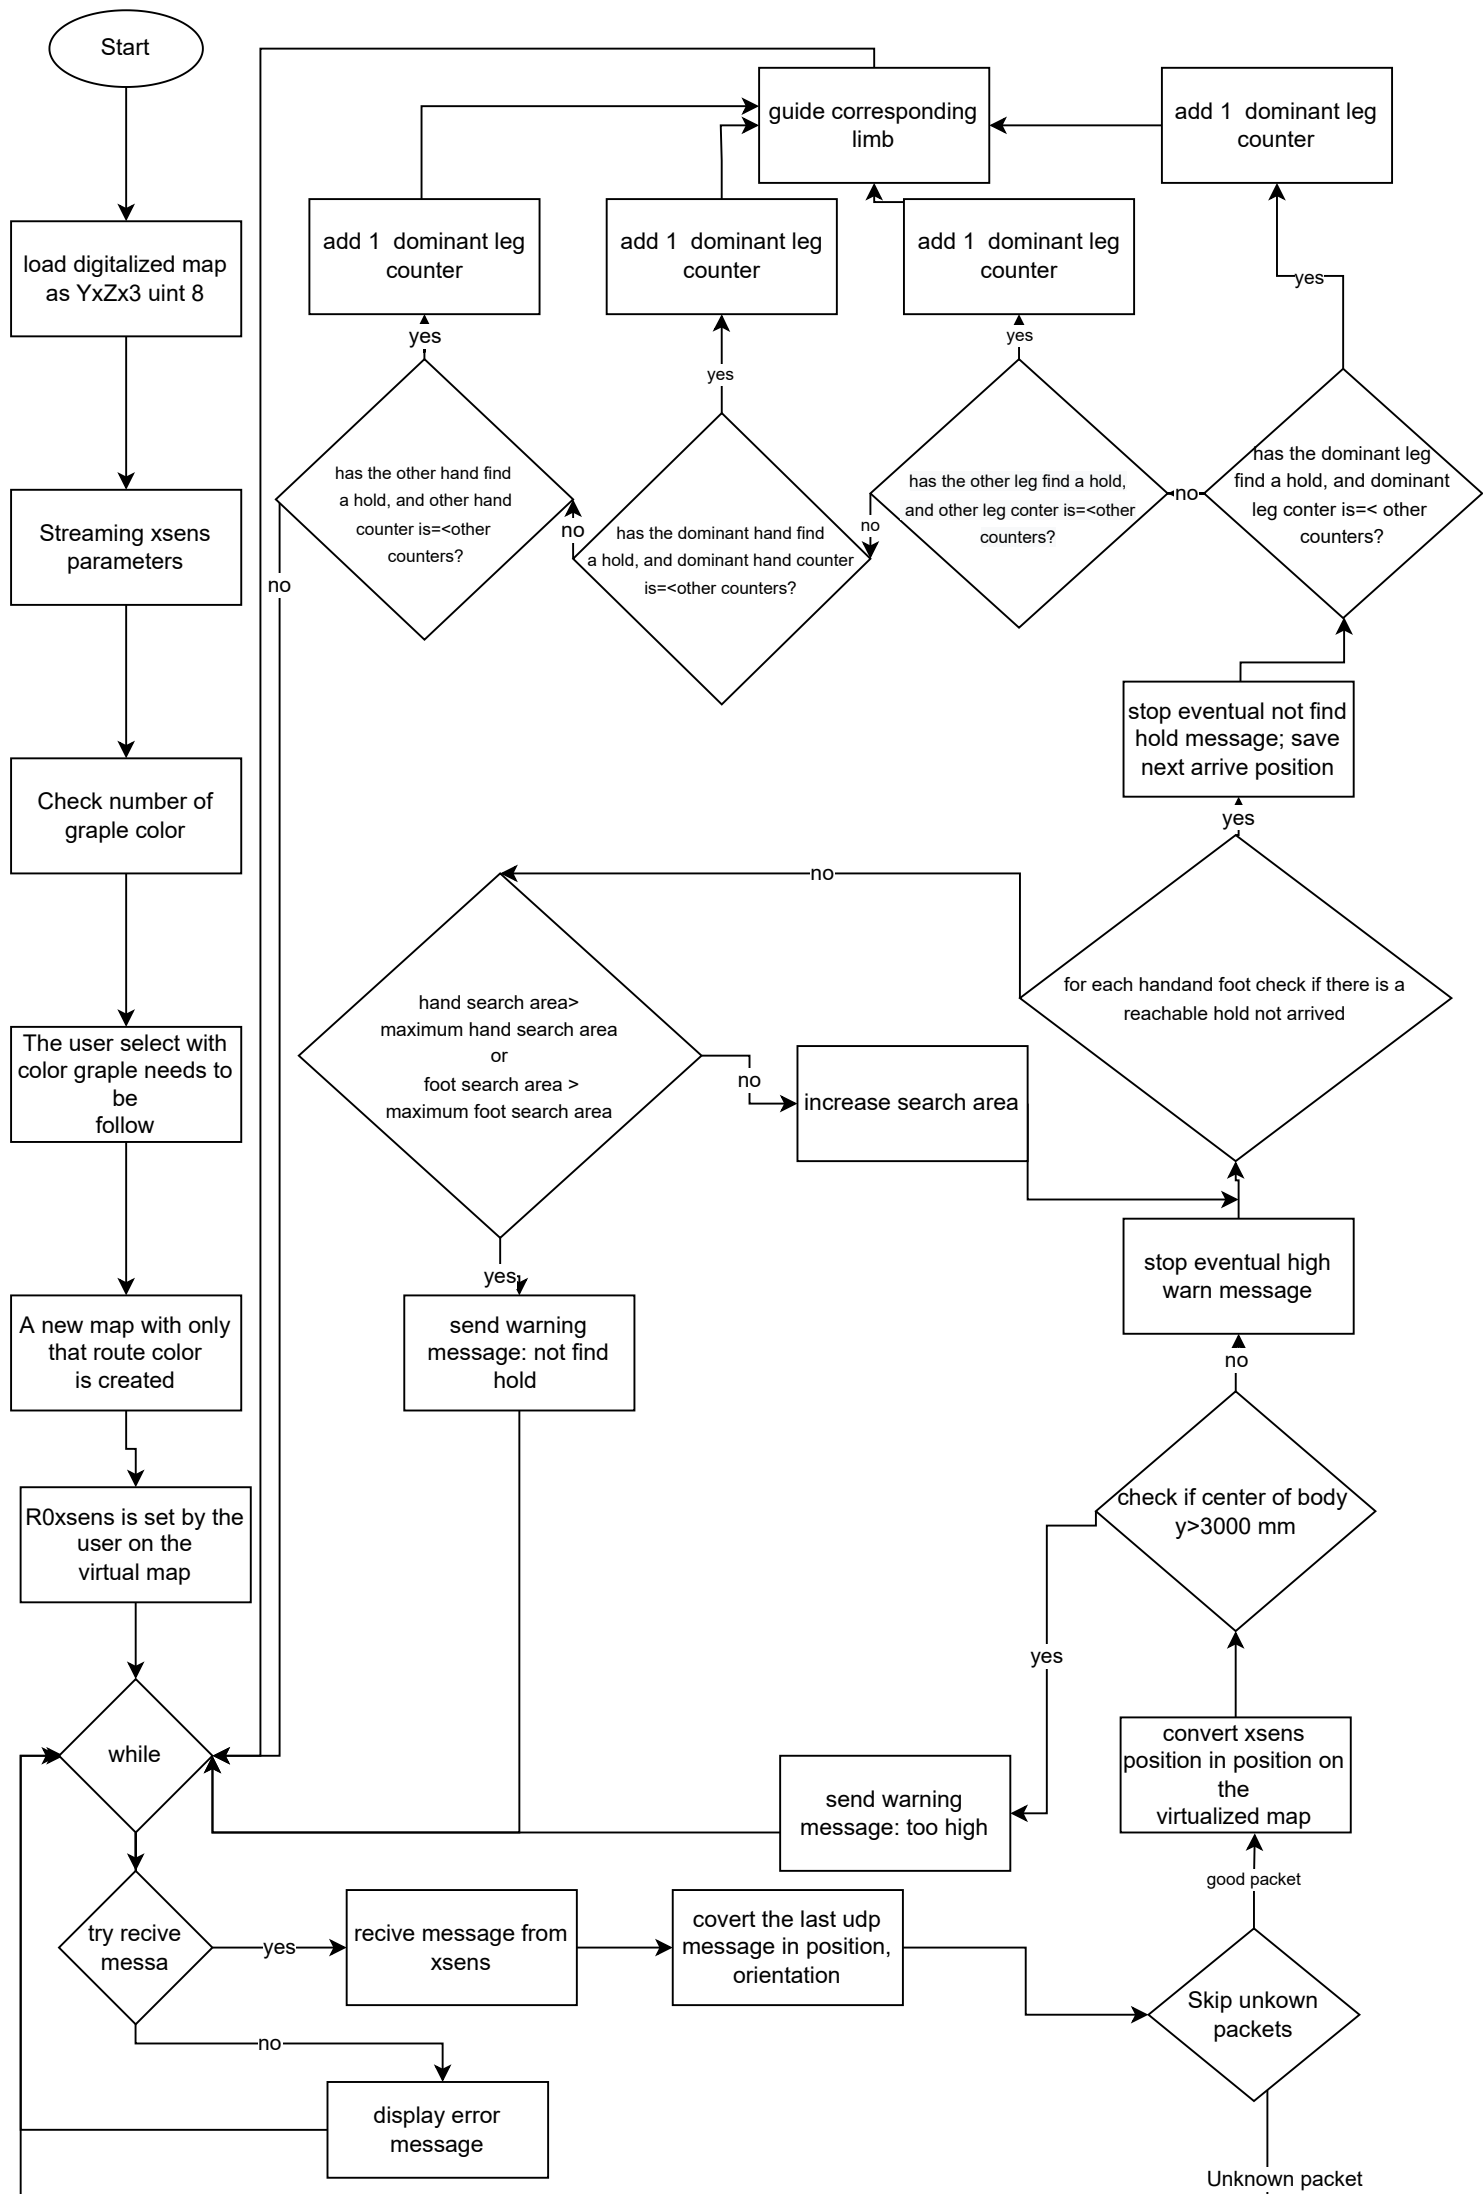 Start
load digitalized map
as YxZx3 uint 8
Streaming xsens
parameters
Check number of
graple color
The user select with
color graple needs to
be
follow
A new map with only
that route color
is created
R0xsens is set by the
user on the
virtual map
while
try recive
messa
yes
recive message from
xsens
covert the last udp
message in position,
orientation
no
display error
message
Skip unkown
packets
Unknown packet
good packet
convert xsens
position in position on
the
virtualized map
check if center of body
y>3000 mm
yes
send warning
message: too high
no
stop eventual high
warn message
for each handand foot check if there is a
reachable hold not arrived
no
hand search area>
maximum hand search area
or
foot search area >
maximum foot search area
no
increase search area
yes
send warning
message: not find
hold
yes
stop eventual not find
hold message; save
next arrive position
has the dominant leg
find a hold, and dominant
leg conter is=< other
counters?
yes
add 1  dominant leg
counter
no
has the other leg find a hold,
and other leg conter is=<other
counters?
yes
add 1  dominant leg
counter
no
has the dominant hand find
a hold, and dominant hand counter
is=<other counters?
yes
add 1  dominant leg
counter
no
has the other hand find
a hold, and other hand
counter is=<other
counters?
yes
add 1  dominant leg
counter
no
guide corresponding
limb